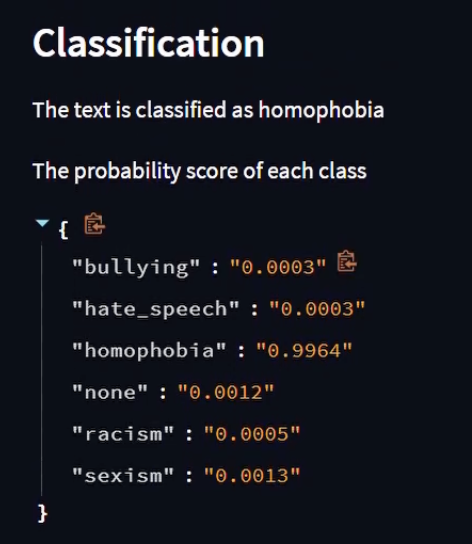 Classification
The text is classified as homophobia
The probability score of each class
{
"bullying" : "0.0003"
"hate_speech" : "0.0003"
"homophobia" : "0.9964"
"none" : "0.0012"
"racism" : "0.0005"
"sexism" : "0.0013"
}